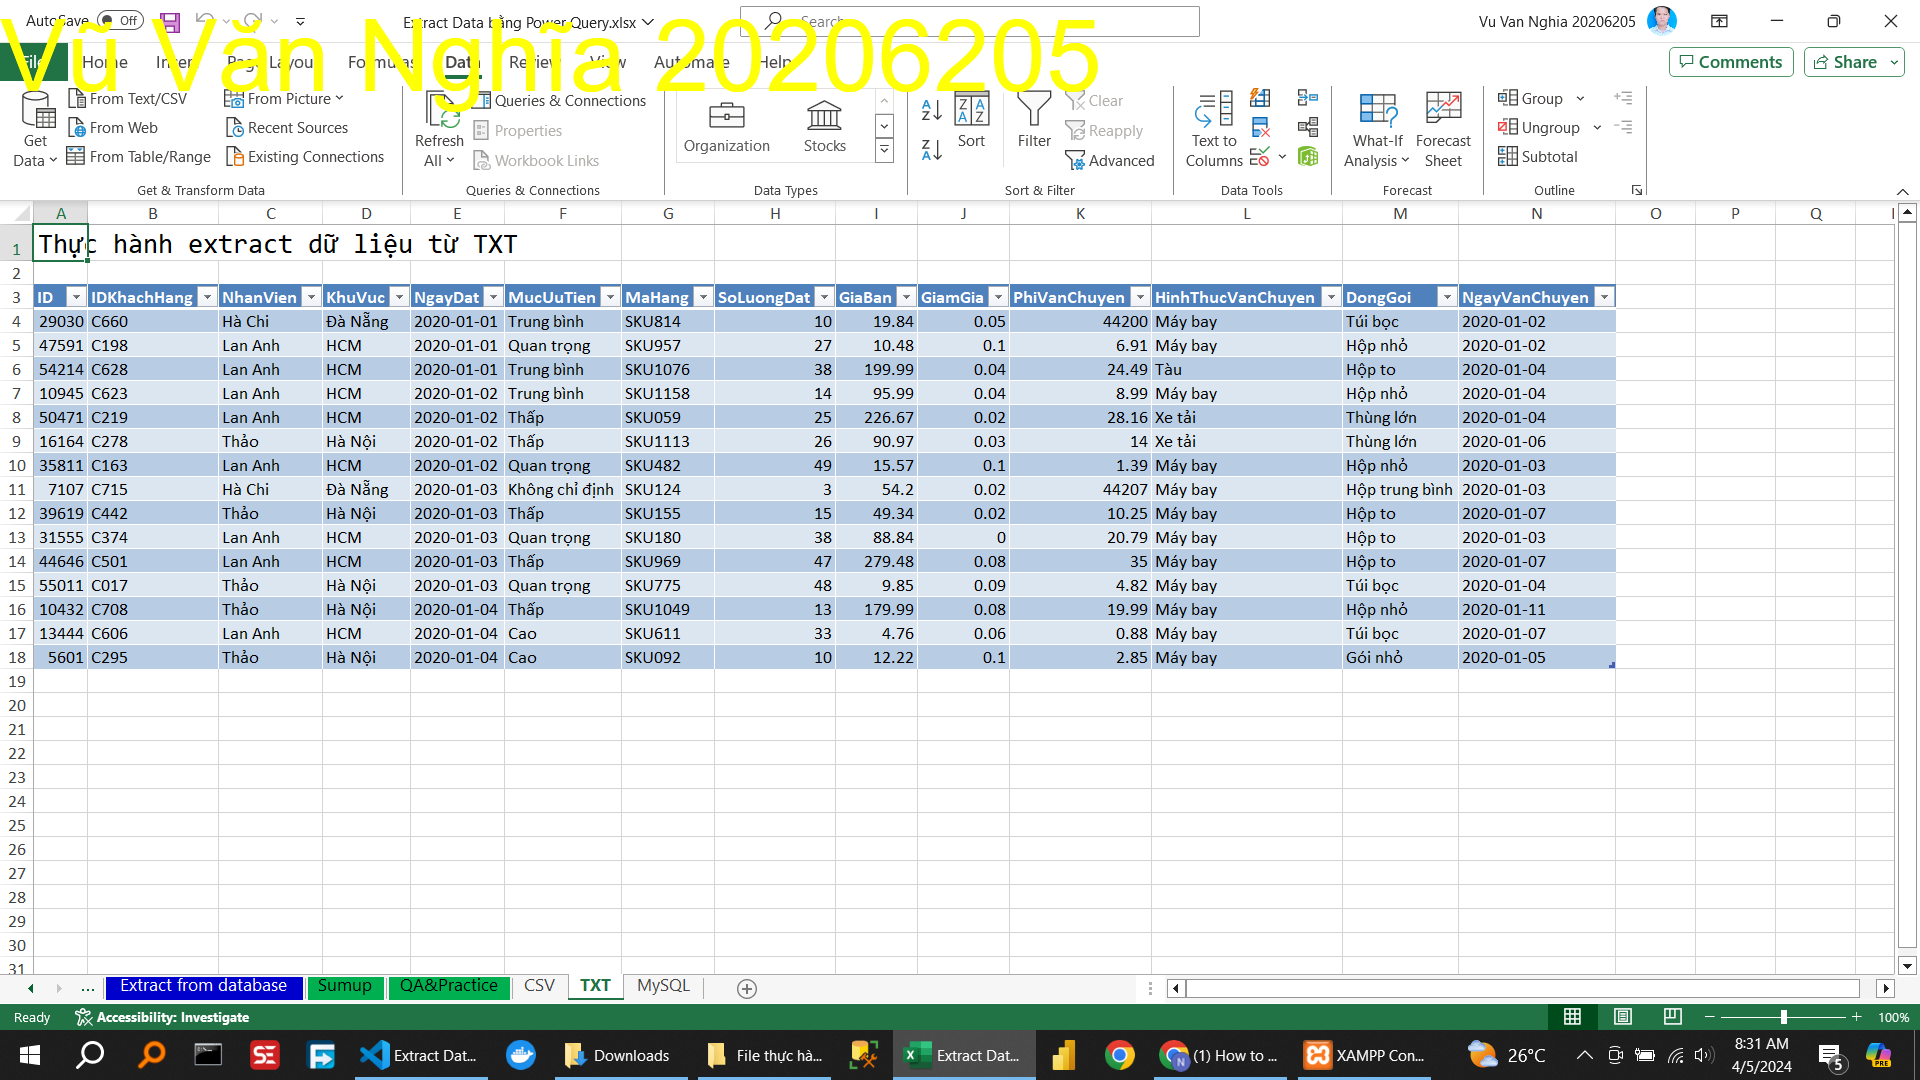 AutoSave Off Extract Data bằng Power Query.xlsx Search Vu Van Nghia 20206205
Vũ Văn Nghĩa 20206205
File Home Insert Page Layout Formulas Data Review View Automate Help Comments Share
From Text/CSV From Picture Queries & Connections Clear Group
From Web Recent Sources Properties Reapply Ungroup
From Table/Range Existing Connections Workbook Links Advanced Subtotal
Get Data Refresh All Organization Stocks Sort Filter Text to Columns What-If Analysis Forecast Sheet
Get & Transform Data Queries & Connections Data Types Sort & Filter Data Tools Forecast Outline
A B C D E F G H I J K L M N O P Q
1 Thực hành extract dữ liệu từ TXT
2
3 ID IDKhachHang NhanVien KhuVuc NgayDat MucUuTien MaHang SoLuongDat GiaBan GiamGia PhiVanChuyen HinhThucVanChuyen DongGoi NgayVanChuyen
4 29030 C660 Hà Chi Đà Nẵng 2020-01-01 Trung bình SKU814 10 19.84 0.05 44200 Máy bay Túi bọc 2020-01-02
5 47591 C198 Lan Anh HCM 2020-01-01 Quan trọng SKU957 27 10.48 0.1 6.91 Máy bay Hộp nhỏ 2020-01-02
6 54214 C628 Lan Anh HCM 2020-01-01 Trung bình SKU1076 38 199.99 0.04 24.49 Tàu Hộp to 2020-01-04
7 10945 C623 Lan Anh HCM 2020-01-02 Trung bình SKU1158 14 95.99 0.04 8.99 Máy bay Hộp nhỏ 2020-01-04
8 50471 C219 Lan Anh HCM 2020-01-02 Thấp SKU059 25 226.67 0.02 28.16 Xe tải Thùng lớn 2020-01-04
9 16164 C278 Thảo Hà Nội 2020-01-02 Thấp SKU1113 26 90.97 0.03 14 Xe tải Thùng lớn 2020-01-06
10 35811 C163 Lan Anh HCM 2020-01-02 Quan trọng SKU482 49 15.57 0.1 1.39 Máy bay Hộp nhỏ 2020-01-03
11 7107 C715 Hà Chi Đà Nẵng 2020-01-03 Không chỉ định SKU124 3 54.2 0.02 44207 Máy bay Hộp trung bình 2020-01-03
12 39619 C442 Thảo Hà Nội 2020-01-03 Thấp SKU155 15 49.34 0.02 10.25 Máy bay Hộp to 2020-01-07
13 31555 C374 Lan Anh HCM 2020-01-03 Quan trọng SKU180 38 88.84 0 20.79 Máy bay Hộp to 2020-01-03
14 44646 C501 Lan Anh HCM 2020-01-03 Thấp SKU969 47 279.48 0.08 35 Máy bay Hộp to 2020-01-07
15 55011 C017 Thảo Hà Nội 2020-01-03 Quan trọng SKU775 48 9.85 0.09 4.82 Máy bay Túi bọc 2020-01-04
16 10432 C708 Thảo Hà Nội 2020-01-04 Thấp SKU1049 13 179.99 0.08 19.99 Máy bay Hộp nhỏ 2020-01-11
17 13444 C606 Lan Anh HCM 2020-01-04 Cao SKU611 33 4.76 0.06 0.88 Máy bay Túi bọc 2020-01-07
18 5601 C295 Thảo Hà Nội 2020-01-04 Cao SKU092 10 12.22 0.1 2.85 Máy bay Gói nhỏ 2020-01-05
19
20
21
22
23
24
25
26
27
28
29
30
31
... Extract from database Sumup QA&Practice CSV TXT MySQL
Ready Accessibility: Investigate 100%
Extract Dat... Downloads File thực hà... Extract Dat... (1) How to ... XAMPP Con... 26°C 8:31 AM
4/5/2024 5